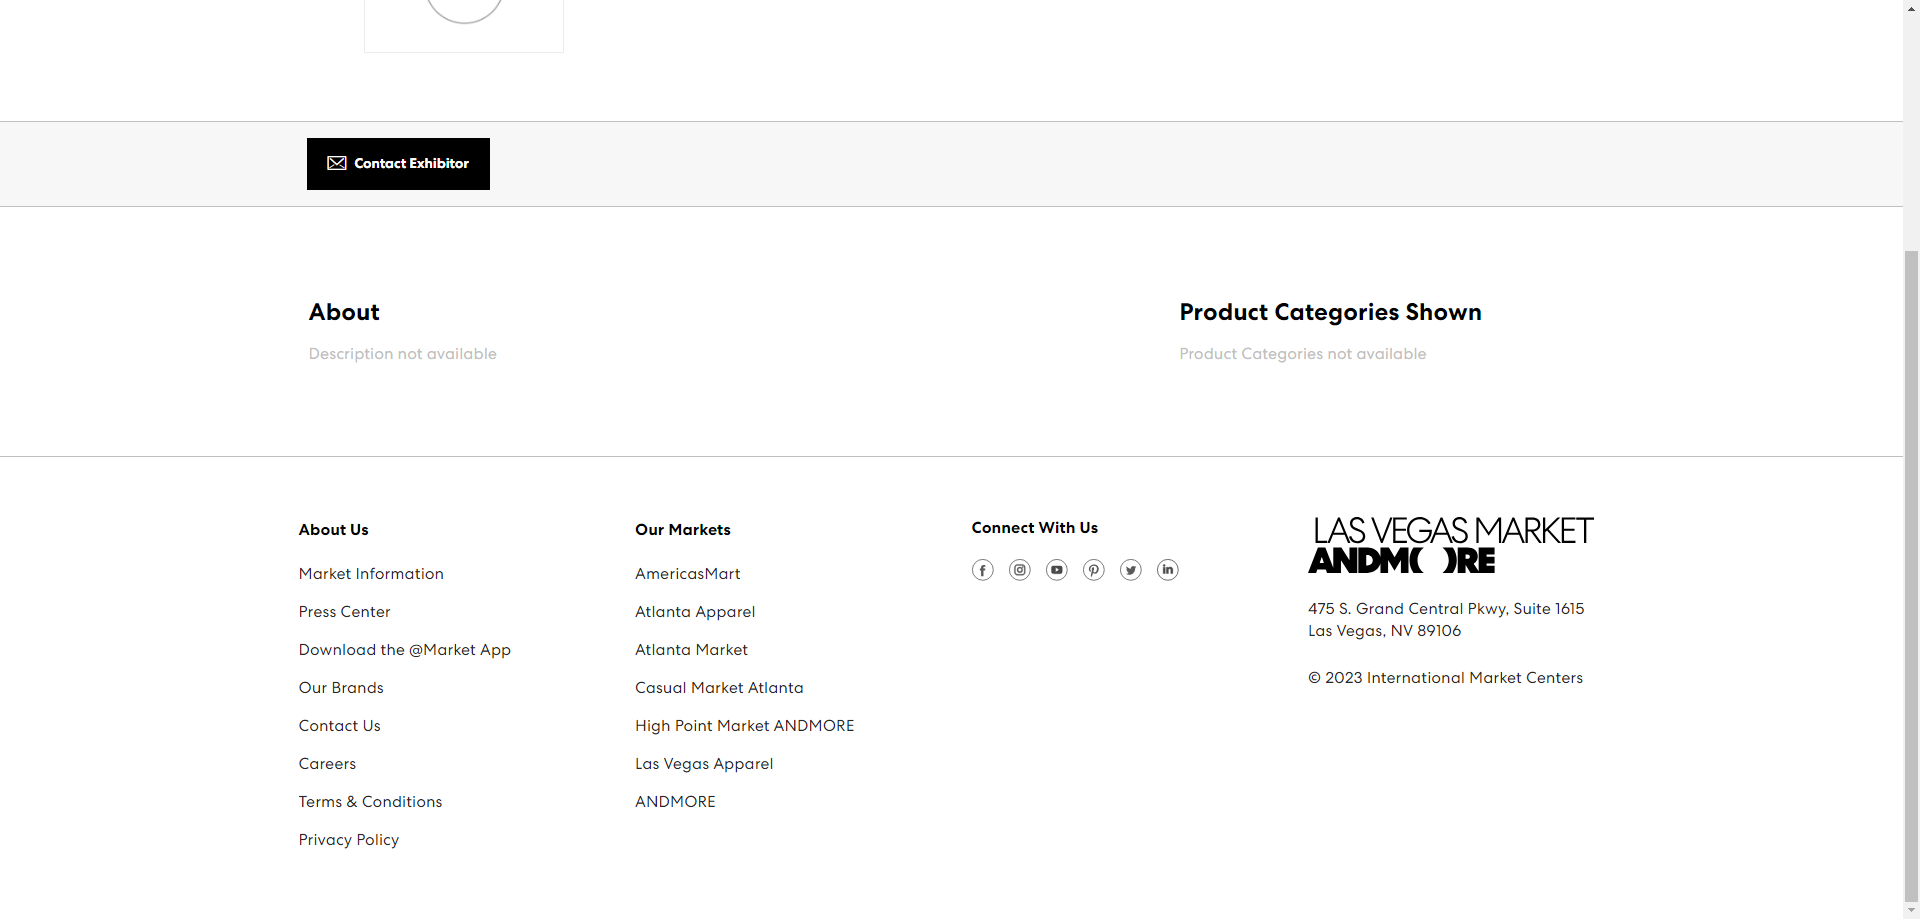 Contact Exhibitor
About
Description not available
Product Categories Shown
Product Categories not available
About Us
Market Information
Press Center
Download the @Market App
Our Brands
Contact Us
Careers
Terms & Conditions
Privacy Policy
Our Markets
AmericasMart
Atlanta Apparel
Atlanta Market
Casual Market Atlanta
High Point Market ANDMORE
Las Vegas Apparel
ANDMORE
Connect With Us
LAS VEGAS MARKET
ANDM( )RE
475 S. Grand Central Pkwy, Suite 1615
Las Vegas, NV 89106
© 2023 International Market Centers